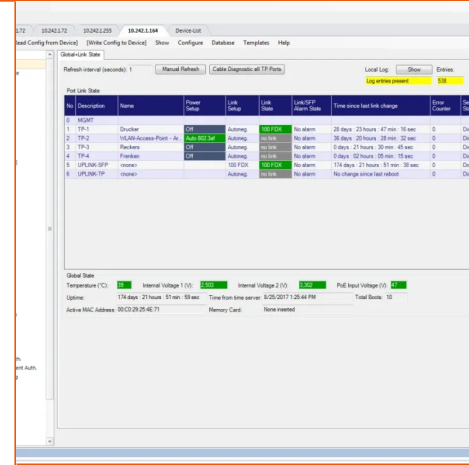 1.72 10.242.1.72 10.242.1.255 10.242.1.164 Device-List
Read Config from Device] [Write Config to Device] Show Configure Database Templates Help
Global+Link State
Refresh interval (seconds): 1 Manual Refresh Cable Diagnostic all TP Ports Local Log: Show Entries:
Log entries present 538
Port Link State
No Description Name Power Setup Link Setup Link State Link/SFP Alarm State Time since last link change Error Counter
0 MGMT
1 TP-1 Drucker Off Autoneg. 100 FDX No alarm 28 days : 23 hours : 47 min : 16 sec 0
2 TP-2 WLAN-Access-Point - Ar... Auto 802.3af Autoneg. no link No alarm 36 days : 20 hours : 28 min : 32 sec 0
3 TP-3 Reckers Off Autoneg. no link No alarm 0 days : 21 hours : 30 min : 45 sec 0
4 TP-4 Frenken Off Autoneg. no link No alarm 0 days : 02 hours : 05 min : 15 sec 0
5 UPLINK-SFP <none> 100 FDX 100 FDX No alarm 174 days : 21 hours : 51 min : 38 sec 0
6 UPLINK-TP <none> Autoneg. no link No alarm No change since last reboot 0
Global State
Temperature (°C): 39 Internal Voltage 1 (V): 2,503 Internal Voltage 2 (V): 3,302 PoE Input Voltage (V): 47
Uptime: 174 days : 21 hours : 51 min : 59 sec Time from time server: 8/25/2017 1:25:44 PM Total Boots: 10
Active MAC Address: 00:C0:29:25:4E:71 Memory Card: None inserted
th.
ent Auth.